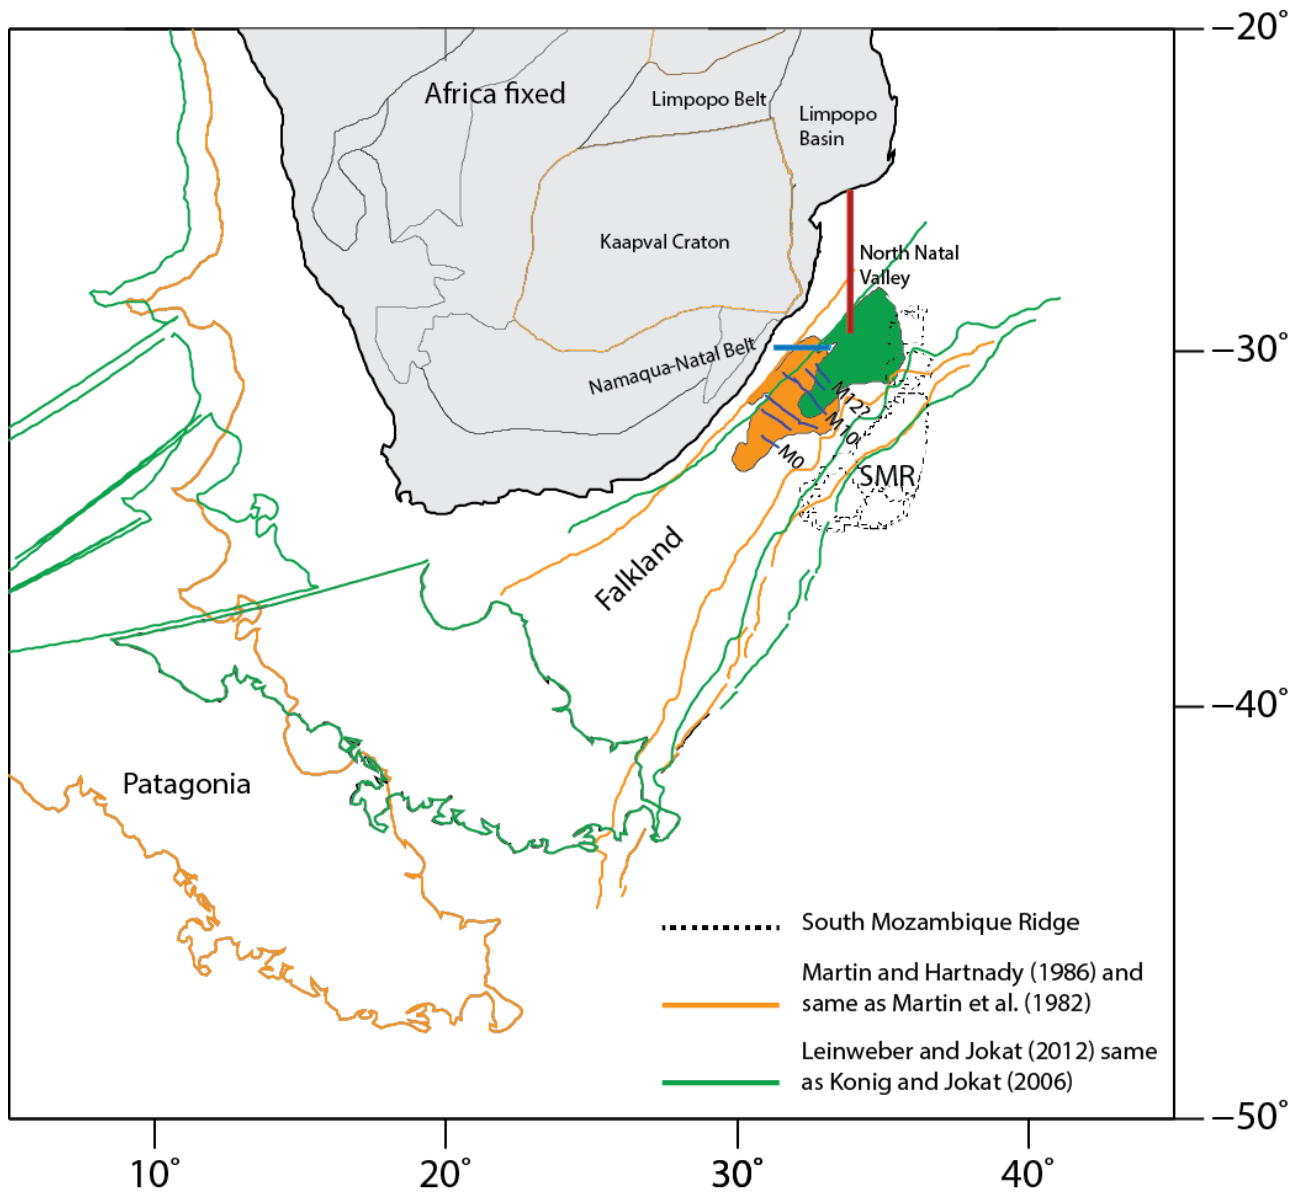 −20°
Africa fixed
Limpopo Belt
Limpopo
Basin
Kaapval Craton
North Natal
Valley
−30°
Namaqua-Natal Belt
M12?
M10
M0
SMR
Falkland
−40°
Patagonia
South Mozambique Ridge
Martin and Hartnady (1986) and
same as Martin et al. (1982)
Leinweber and Jokat (2012) same
as Konig and Jokat (2006)
−50°
10° 20° 30° 40°